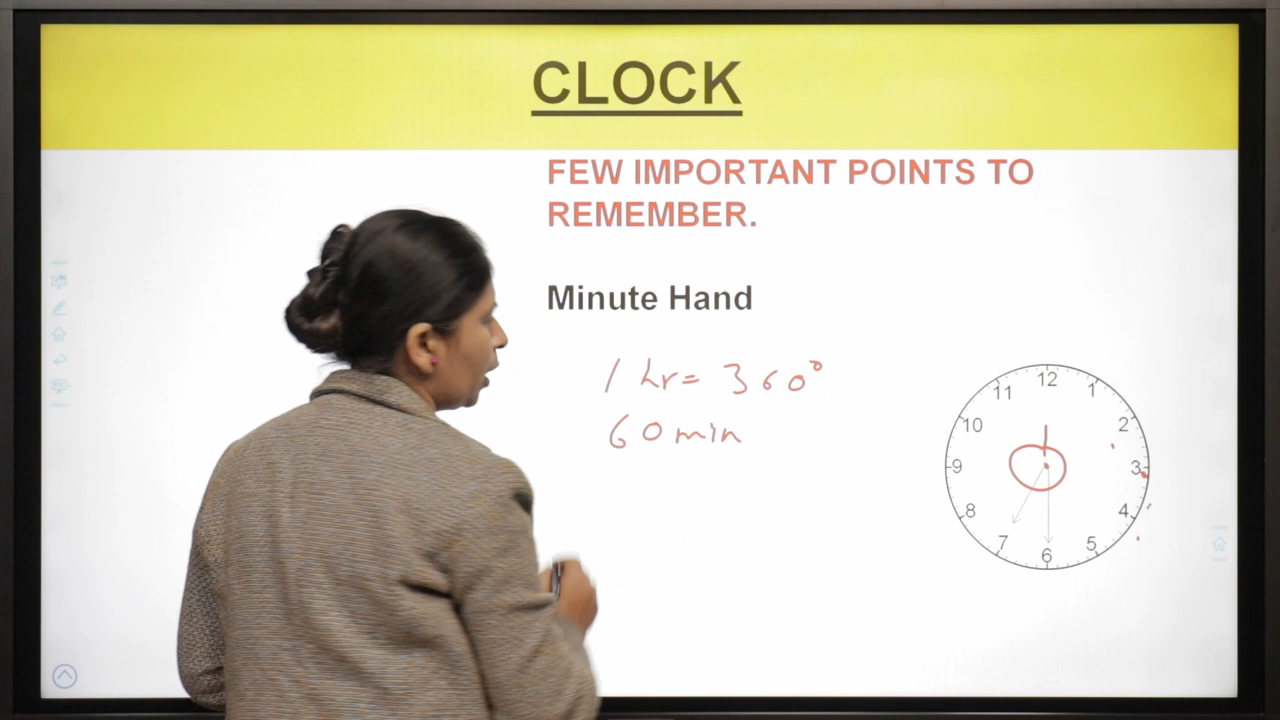 CLOCK
FEW IMPORTANT POINTS TO
REMEMBER.
Minute Hand
1 hr = 360°
60 min
12
11
1
10
2
9
3
8
4
7
5
6